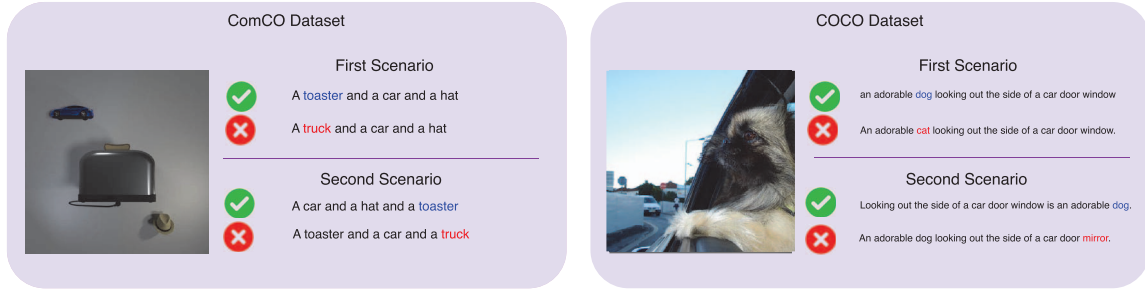 ComCO Dataset
First Scenario
A toaster and a car and a hat
A truck and a car and a hat
Second Scenario
A car and a hat and a toaster
A toaster and a car and a truck
COCO Dataset
First Scenario
an adorable dog looking out the side of a car door window
An adorable cat looking out the side of a car door window.
Second Scenario
Looking out the side of a car door window is an adorable dog.
An adorable dog looking out the side of a car door mirror.